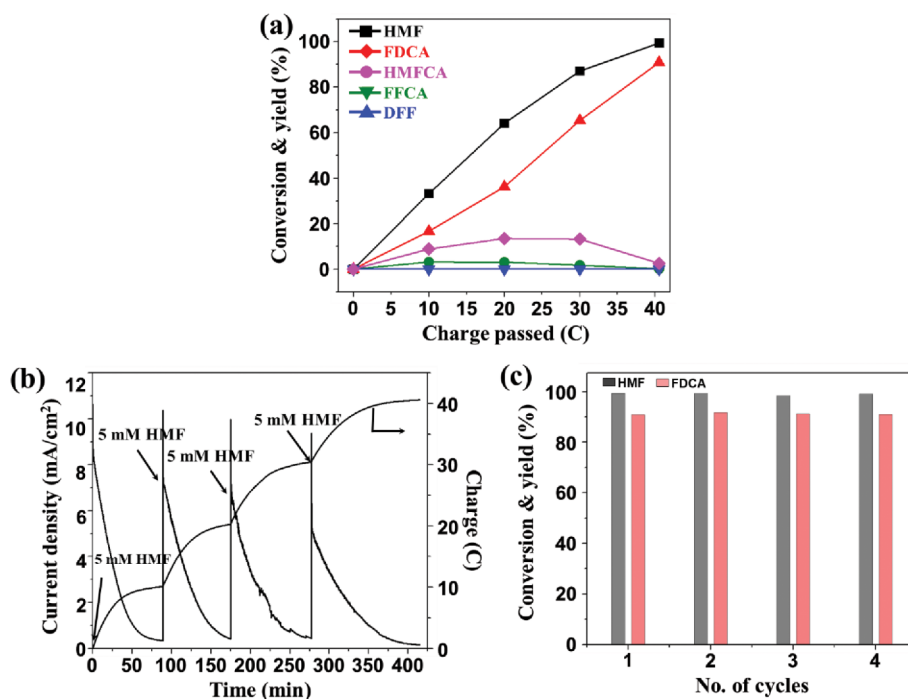 (a)
HMF
FDCA
HMFCA
FFCA
DFF
100
80
60
40
20
0
Conversion & yield (%)
0 5 10 15 20 25 30 35 40
Charge passed (C)
(b)
12
10
8
6
4
2
0
Current density (mA/cm²)
5 mM HMF
5 mM HMF
5 mM HMF
5 mM HMF
40
30
20
10
0
Charge (C)
0 50 100 150 200 250 300 350 400
Time (min)
(c)
HMF FDCA
100
80
60
40
20
0
Conversion & yield (%)
1 2 3 4
No. of cycles